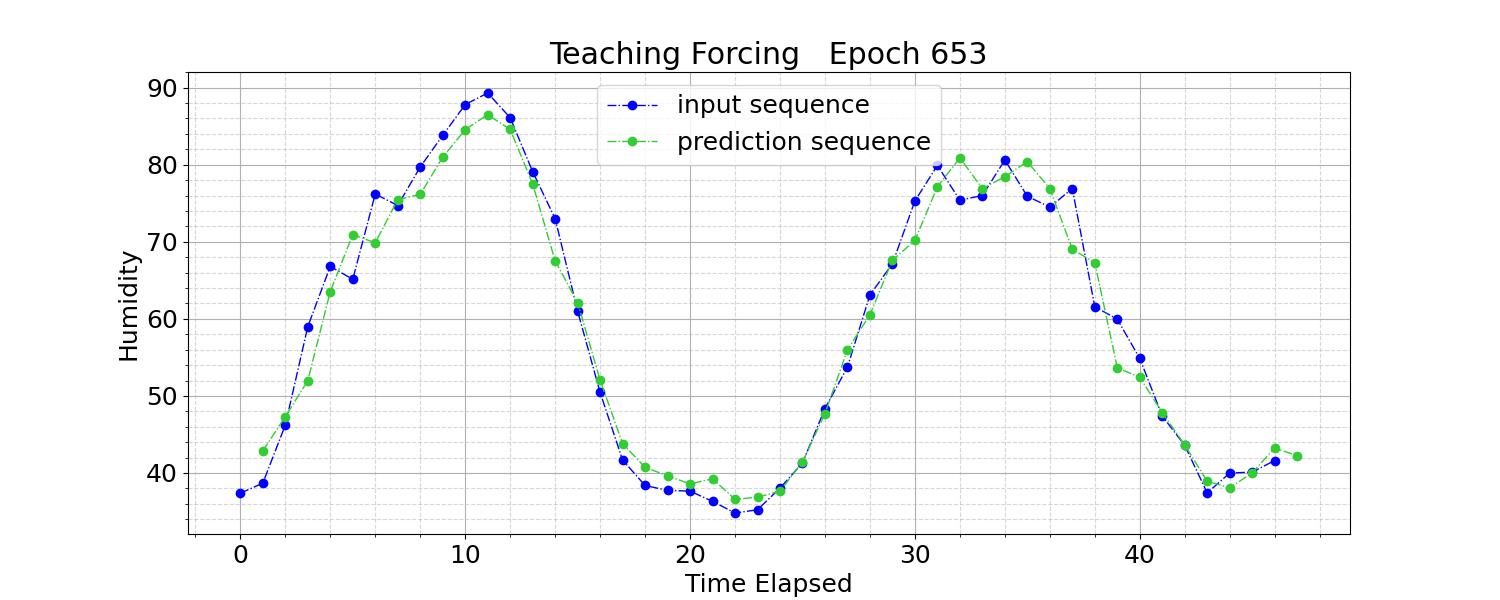 Teaching Forcing   Epoch 653
90
80
70
60
50
40
Humidity
input sequence
prediction sequence
0 10 20 30 40
Time Elapsed